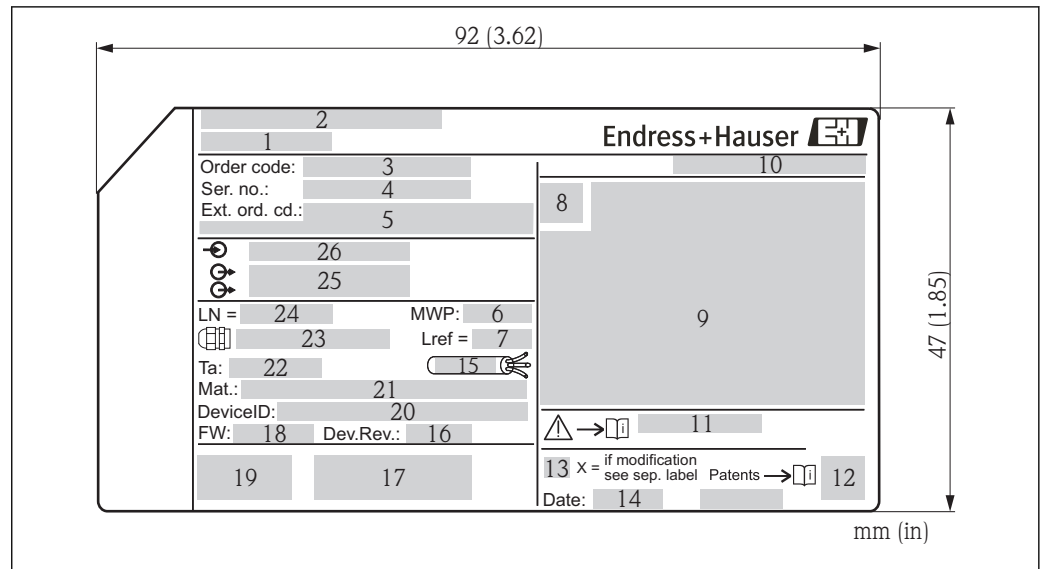 92 (3.62)
2
1
Endress+Hauser
10
Order code: 3
Ser. no.: 4
Ext. ord. cd.: 5
8
9
26
25
LN = 24 MWP: 6
23 Lref = 7
Ta: 22 15
Mat.: 21
DeviceID: 20
FW: 18 Dev.Rev.: 16
19 17
i 11
13 X = if modification
see sep. label Patents i 12
Date: 14
47 (1.85)
mm (in)